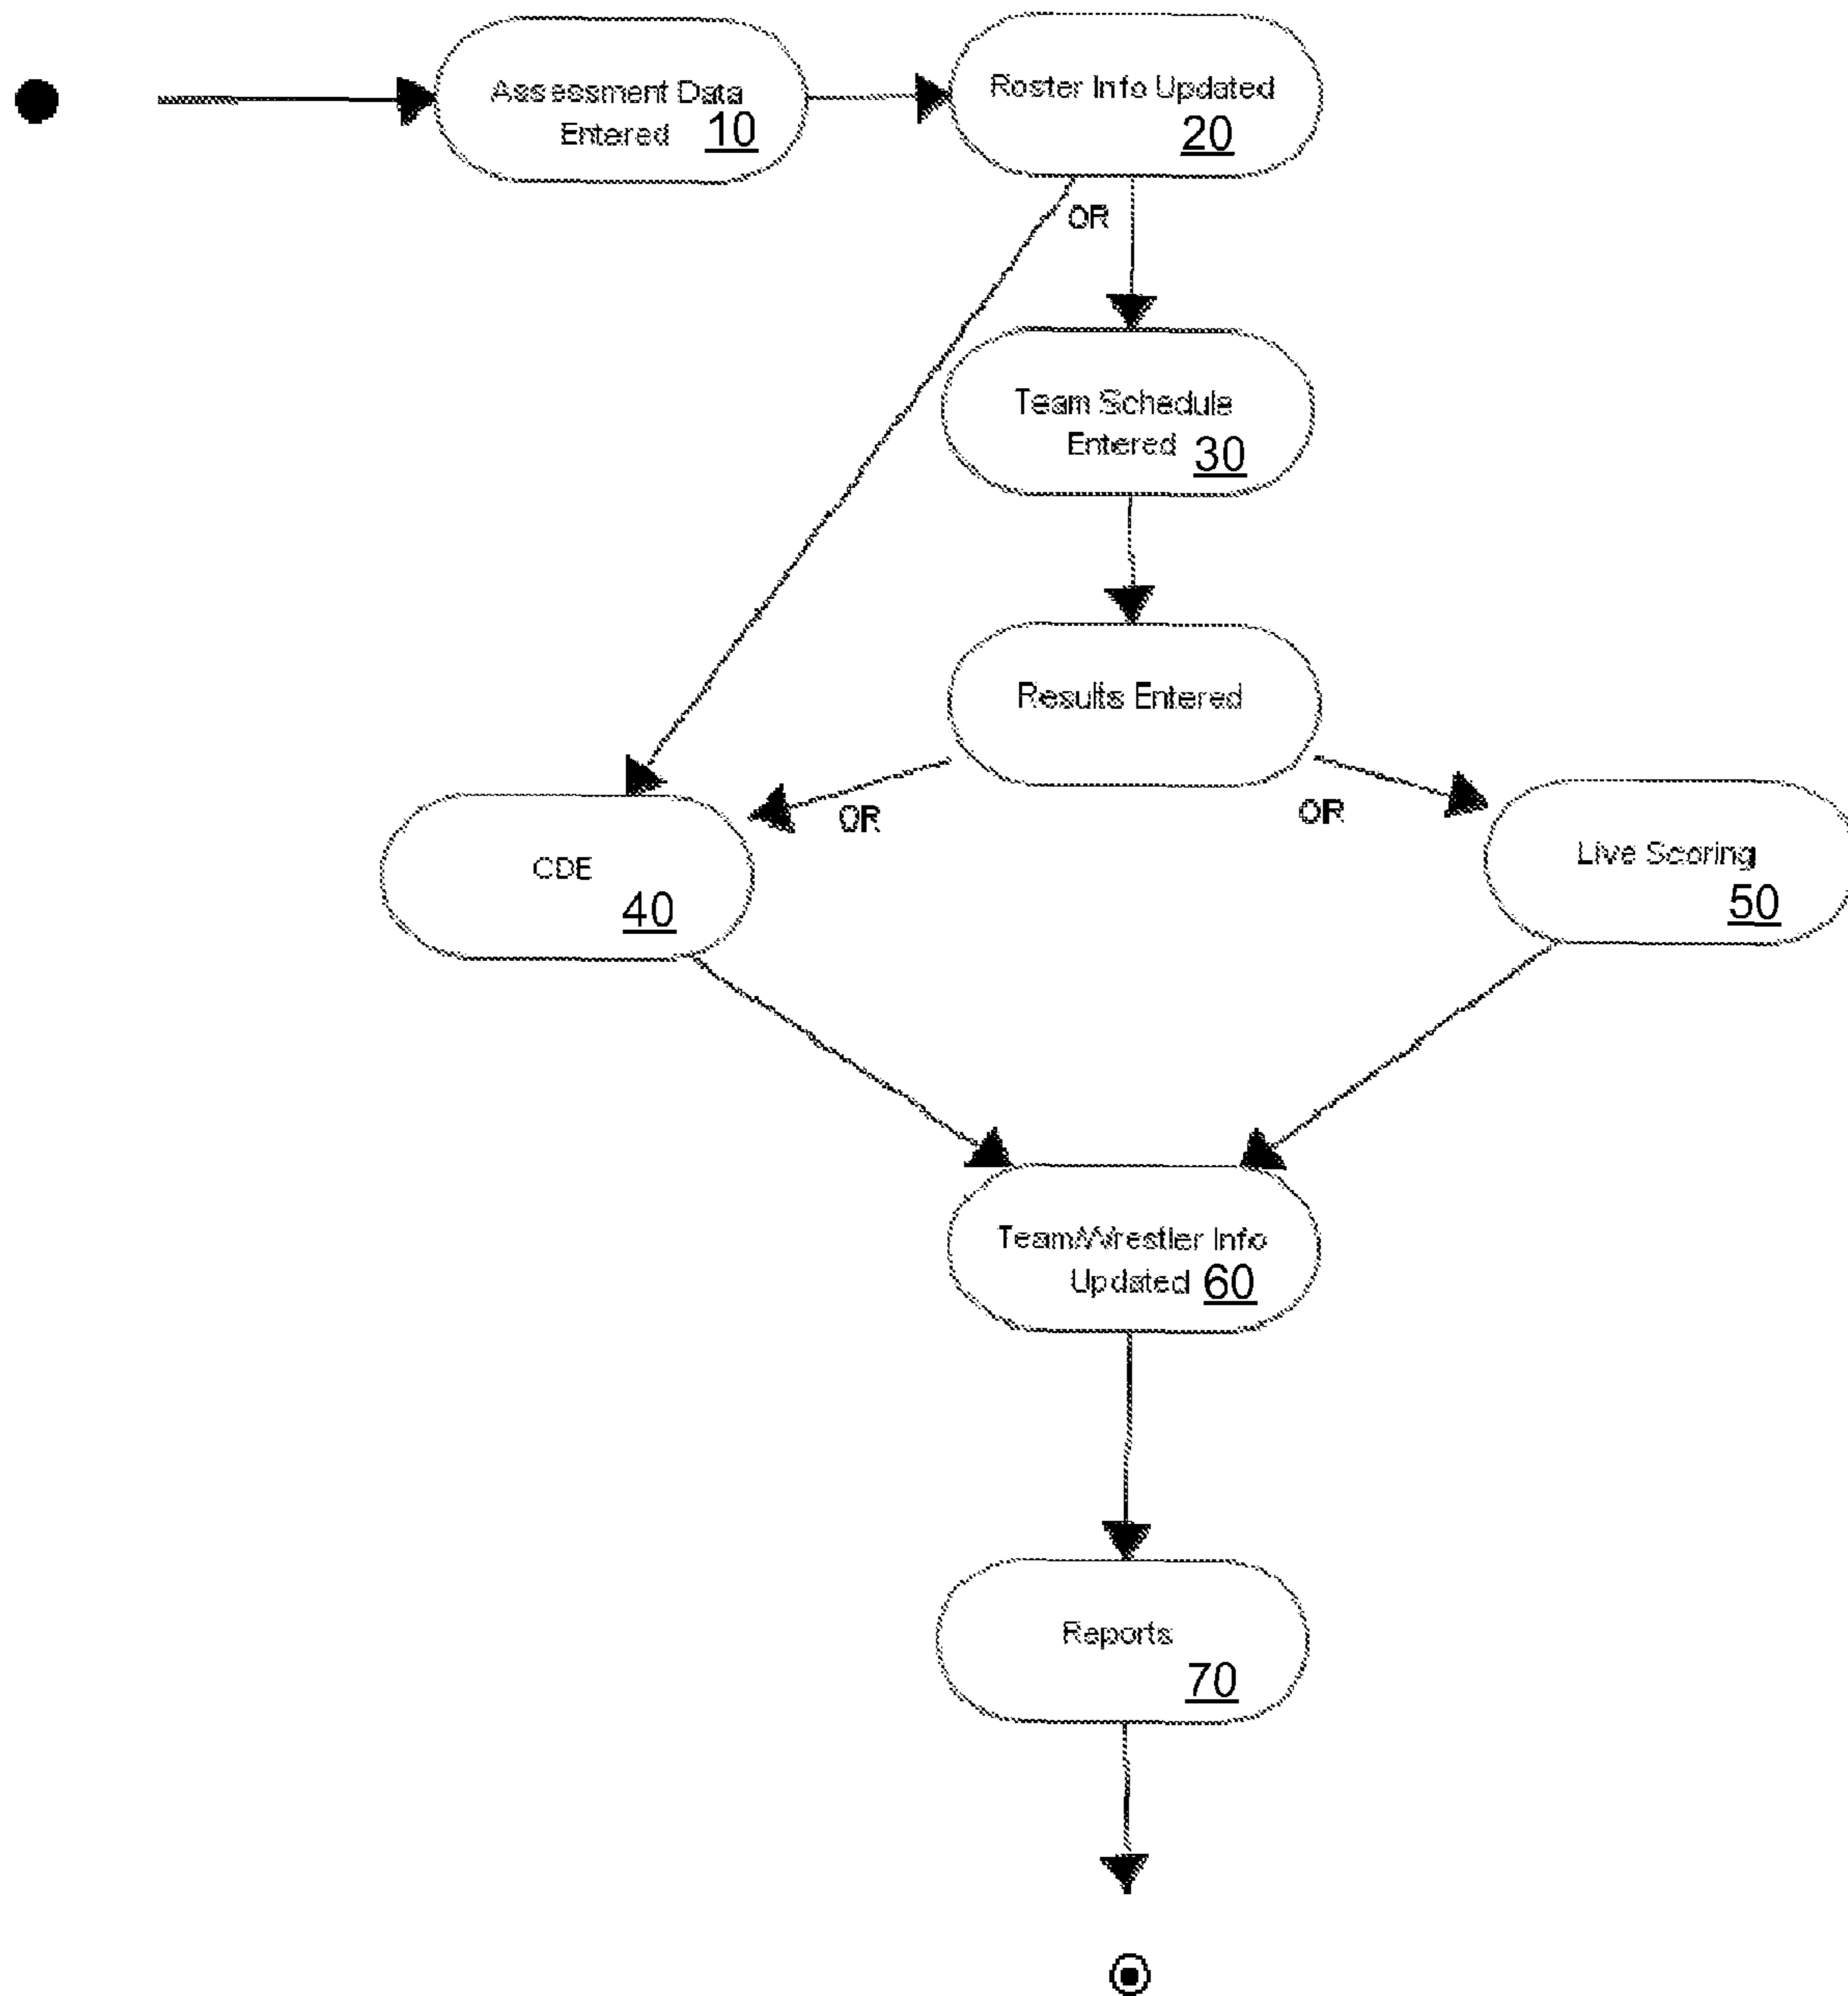 Assessment Data
Entered 10
Roster Info Updated
20
OR
Team Schedule
Entered 30
Results Entered
OR
OR
CDE
40
Live Scoring
50
Team/Wrestler Info
Updated 60
Reports
70